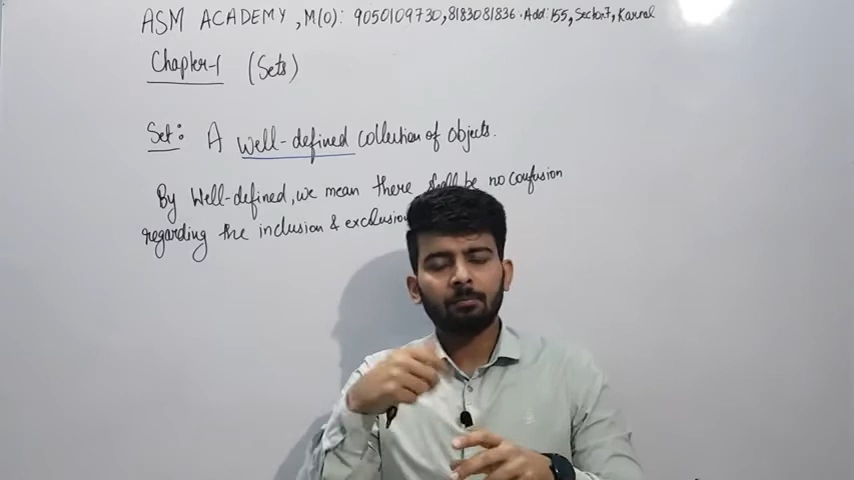 ASM ACADEMY, M(O): 9050109730, 8183081836. Add: 155, Sector 7, Karnal
Chapter-1 (Sets)
Set: A well-defined collection of objects.
By Well-defined, we mean there shall be no confusion
regarding the inclusion & exclusion